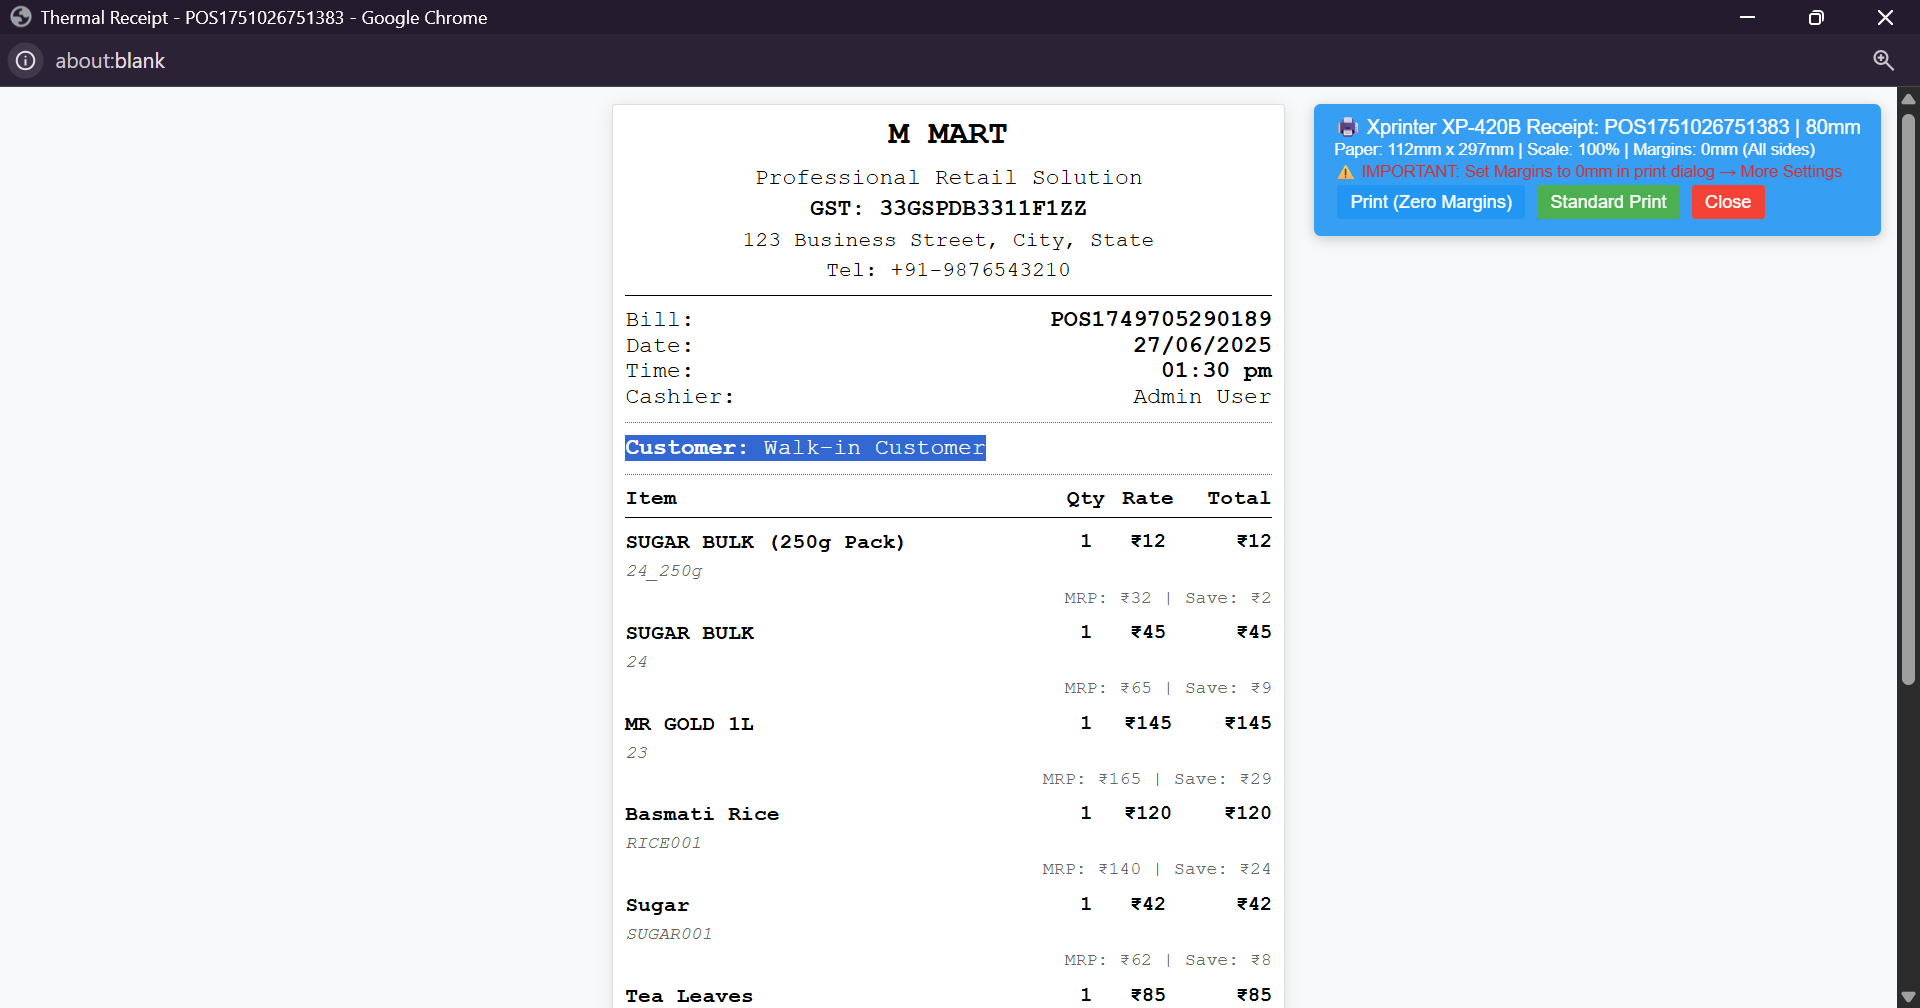 Thermal Receipt - POS1751026751383 - Google Chrome
about:blank
M MART
Professional Retail Solution
GST: 33GSPDB3311F1ZZ
123 Business Street, City, State
Tel: +91-9876543210
Bill: POS1749705290189
Date: 27/06/2025
Time: 01:30 pm
Cashier: Admin User
Customer: Walk-in Customer
Item Qty Rate Total
SUGAR BULK (250g Pack) 1 ₹12 ₹12
24_250g
MRP: ₹32 | Save: ₹2
SUGAR BULK 1 ₹45 ₹45
24
MRP: ₹65 | Save: ₹9
MR GOLD 1L 1 ₹145 ₹145
23
MRP: ₹165 | Save: ₹29
Basmati Rice 1 ₹120 ₹120
RICE001
MRP: ₹140 | Save: ₹24
Sugar 1 ₹42 ₹42
SUGAR001
MRP: ₹62 | Save: ₹8
Tea Leaves 1 ₹85 ₹85
Xprinter XP-420B Receipt: POS1751026751383 | 80mm
Paper: 112mm x 297mm | Scale: 100% | Margins: 0mm (All sides)
⚠️ IMPORTANT: Set Margins to 0mm in print dialog → More Settings
Print (Zero Margins) Standard Print Close